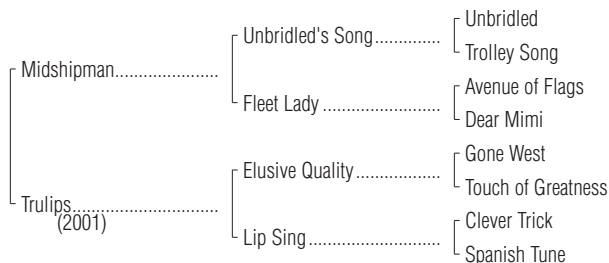 Unbridled
Unbridled's Song..............
Trolley Song
Midshipman.....................
Avenue of Flags
Fleet Lady ........................
Dear Mimi
Gone West
Elusive Quality.................
Touch of Greatness
Trulips..............................
(2001)
Clever Trick
Lip Sing...........................
Spanish Tune